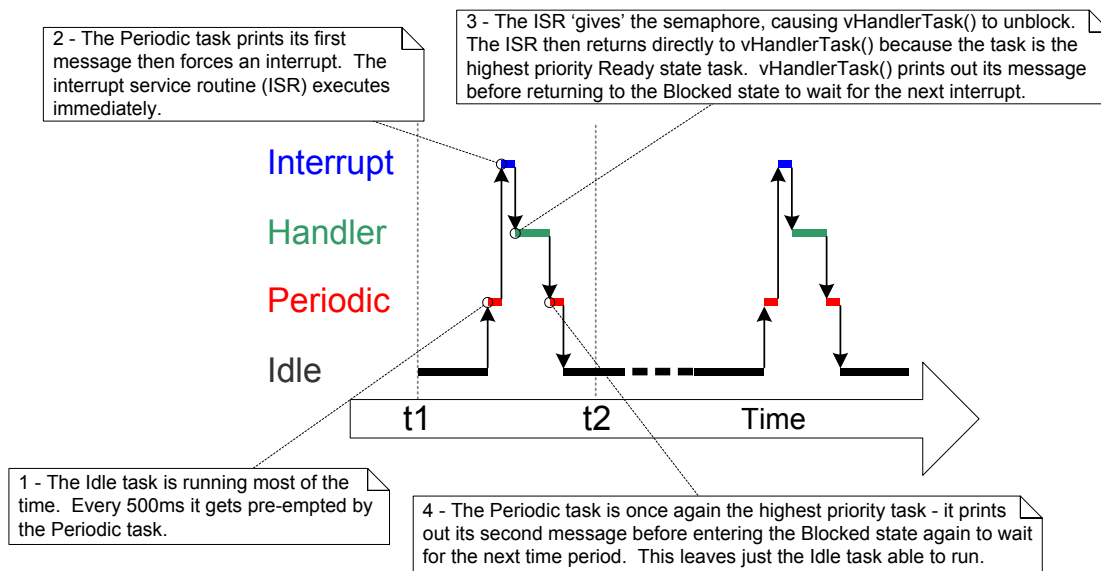 2 - The Periodic task prints its first
message then forces an interrupt.  The
interrupt service routine (ISR) executes
immediately.
3 - The ISR ‘gives’ the semaphore, causing vHandlerTask() to unblock.
The ISR then returns directly to vHandlerTask() because the task is the
highest priority Ready state task.  vHandlerTask() prints out its message
before returning to the Blocked state to wait for the next interrupt.
Interrupt
Handler
Periodic
Idle
t1
t2
Time
1 - The Idle task is running most of the
time.  Every 500ms it gets pre-empted by
the Periodic task.
4 - The Periodic task is once again the highest priority task - it prints
out its second message before entering the Blocked state again to wait
for the next time period.  This leaves just the Idle task able to run.